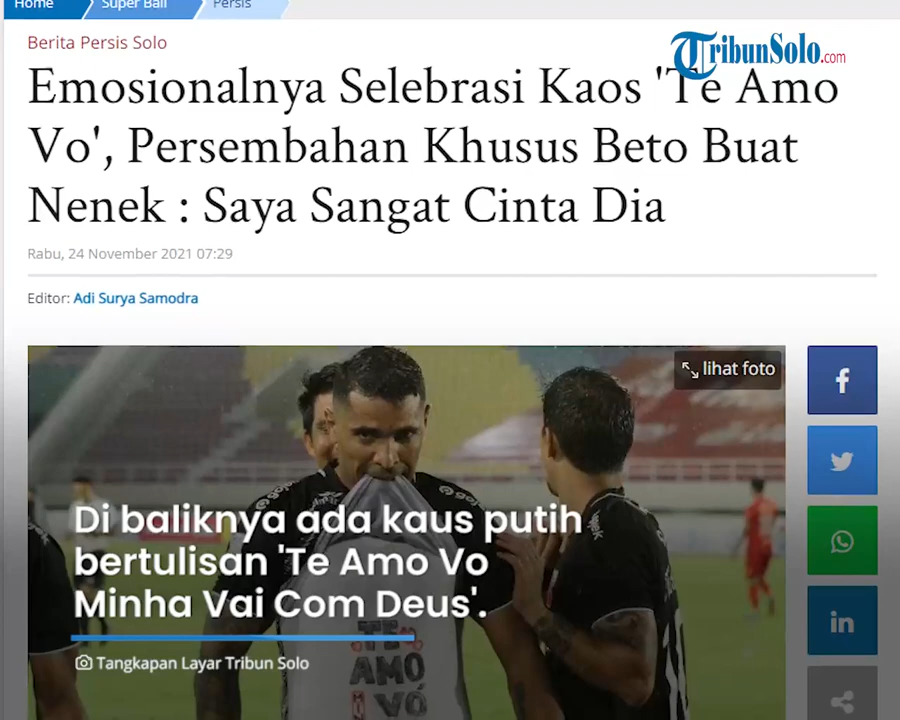 Home Super Ball Persis
Berita Persis Solo
TribunSolo.com
Emosionalnya Selebrasi Kaos 'Te Amo
Vo', Persembahan Khusus Beto Buat
Nenek : Saya Sangat Cinta Dia
Rabu, 24 November 2021 07:29
Editor: Adi Surya Samodra
lihat foto
Di baliknya ada kaus putih
bertulisan 'Te Amo Vo
Minha Vai Com Deus'.
Tangkapan Layar Tribun Solo
TE
AMO
VÓ